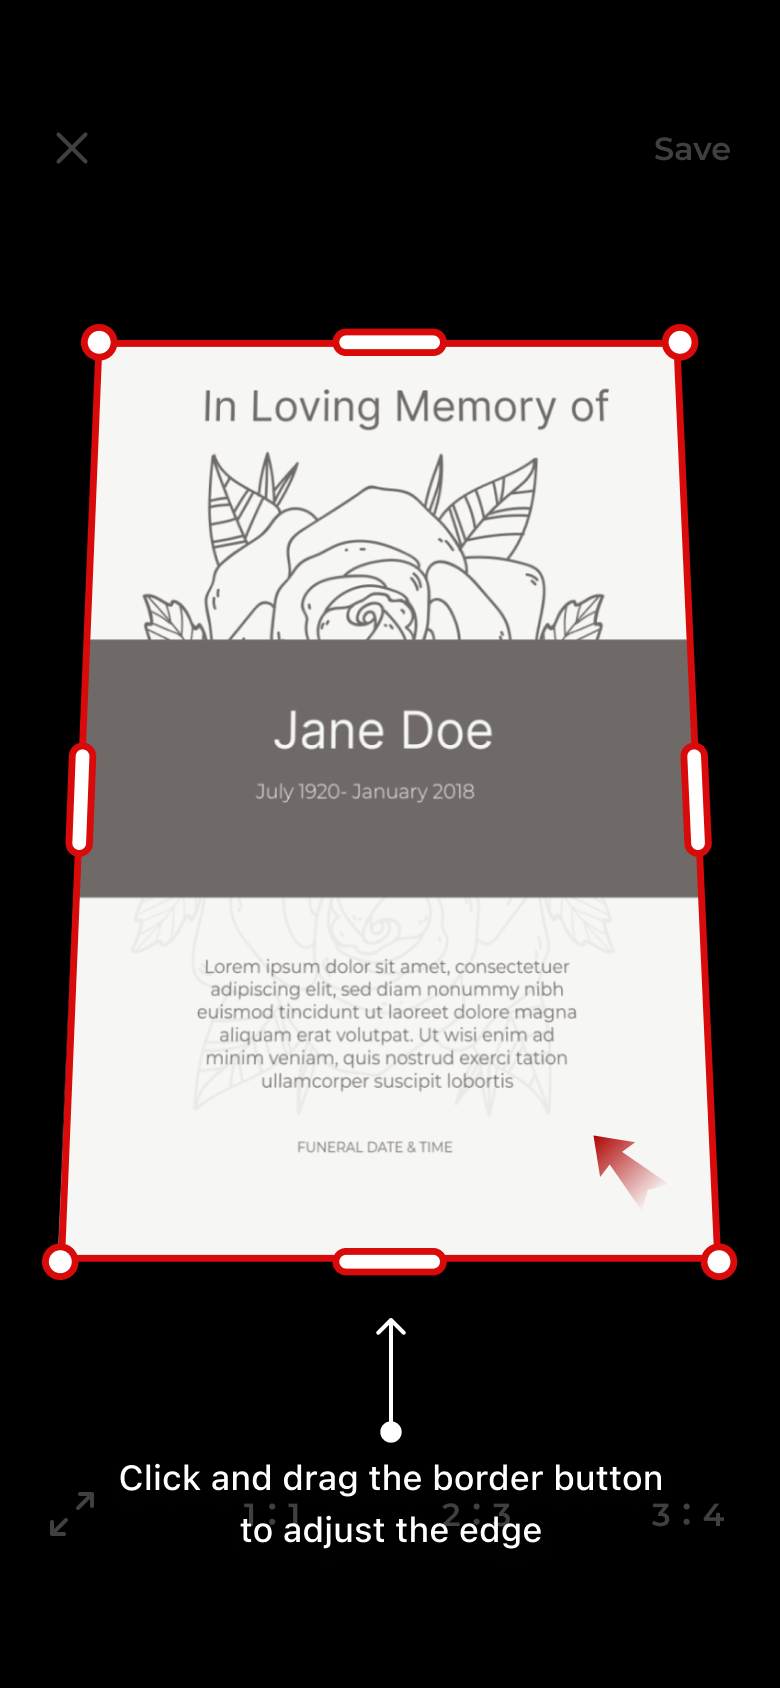 Save
In Loving Memory of
Jane Doe
July 1920- January 2018
Lorem ipsum dolor sit amet, consectetuer
adipiscing elit, sed diam nonummy nibh
euismod tincidunt ut laoreet dolore magna
aliquam erat volutpat. Ut wisi enim ad
minim veniam, quis nostrud exerci tation
ullamcorper suscipit lobortis
FUNERAL DATE & TIME
Click and drag the border button
to adjust the edge
1 : 1 2 : 3 3 : 4